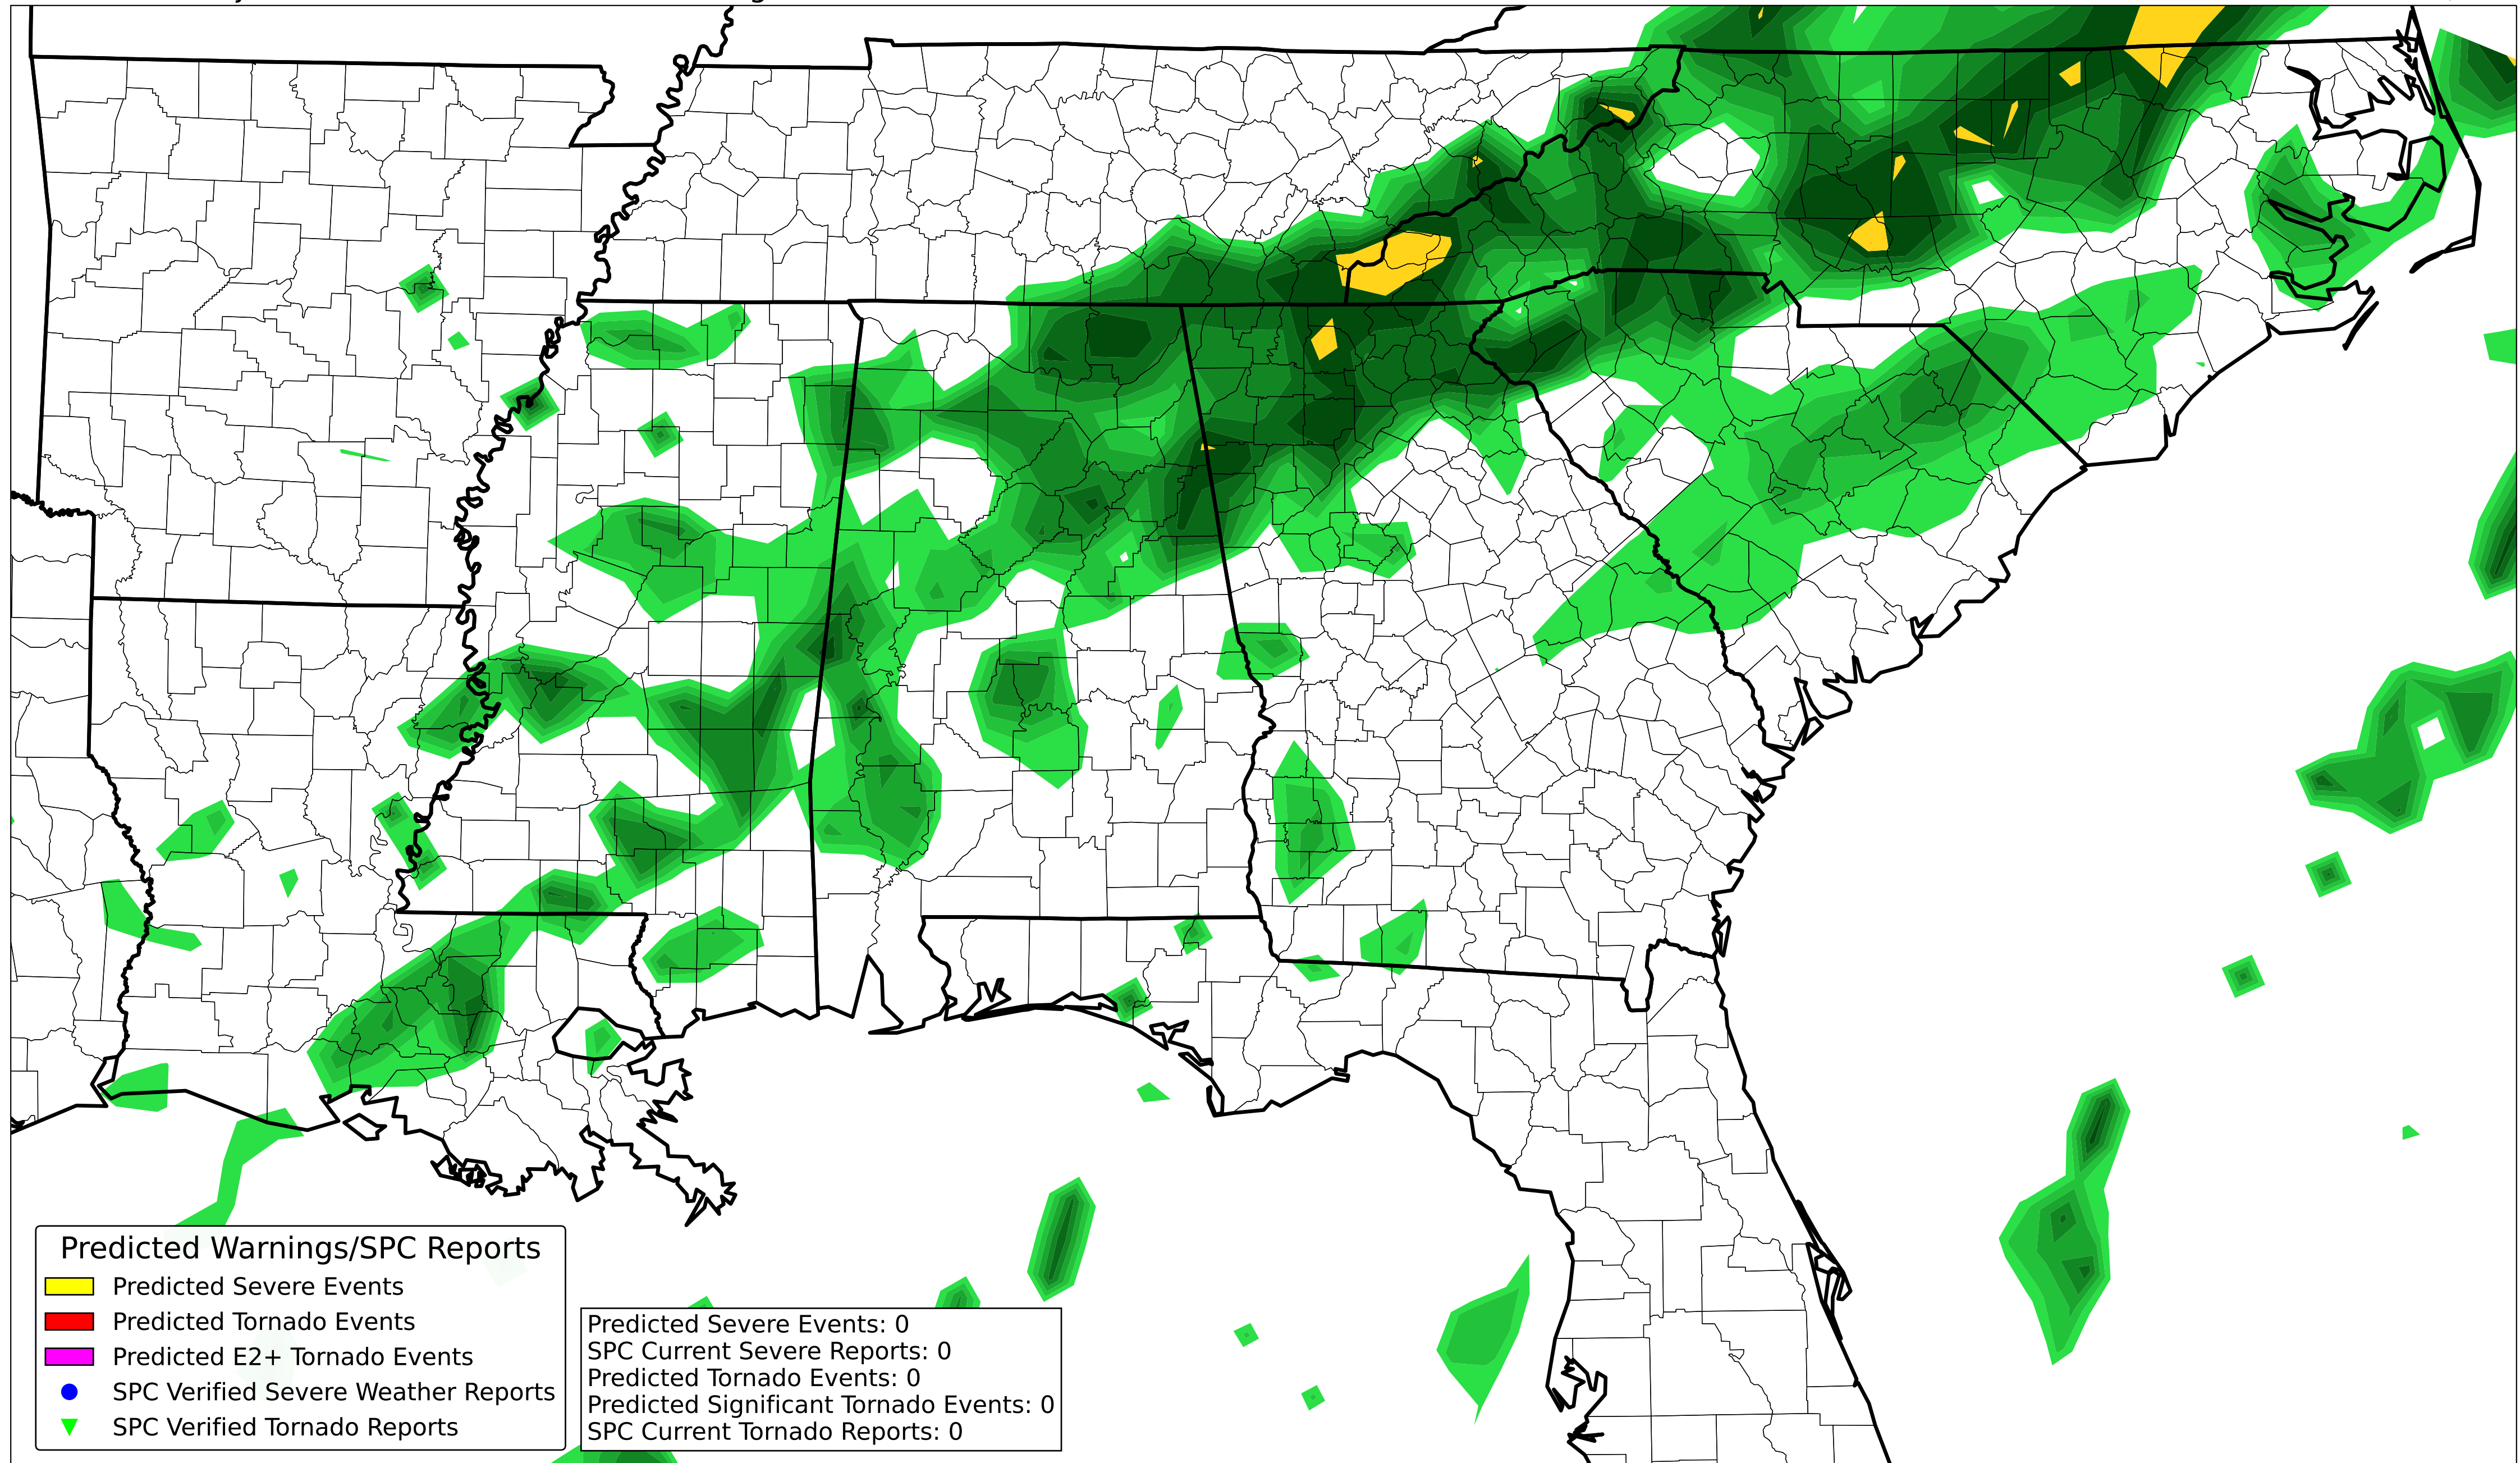 Predicted Warnings/SPC Reports
Predicted Severe Events
Predicted Tornado Events
Predicted E2+ Tornado Events
SPC Verified Severe Weather Reports
SPC Verified Tornado Reports
Predicted Severe Events: 0
SPC Current Severe Reports: 0
Predicted Tornado Events: 0
Predicted Significant Tornado Events: 0
SPC Current Tornado Reports: 0